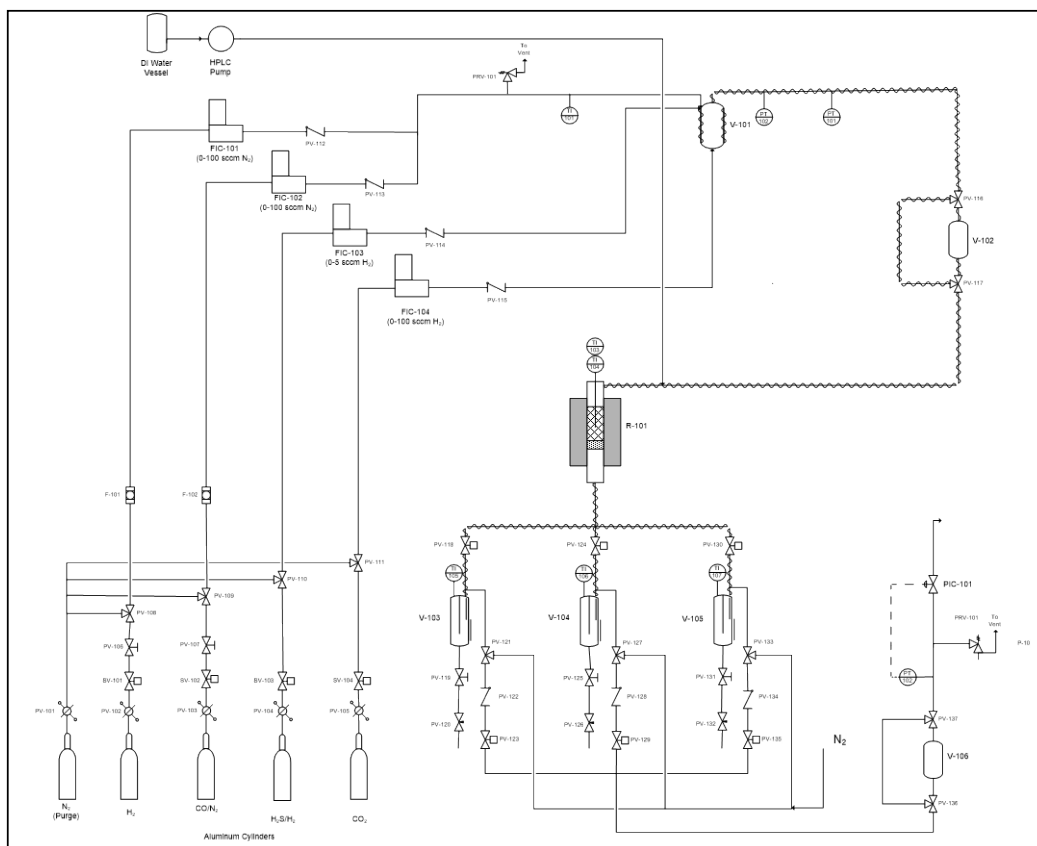 DI Water
Vessel
HPLC
Pump
To
Vent
PRV-101
TI
101
V-101
PT
102
PT
101
FIC-101
(0-100 sccm N₂)
PV-112
FIC-102
(0-100 sccm N₂)
PV-113
FIC-103
(0-5 sccm H₂)
PV-114
FIC-104
(0-100 sccm H₂)
PV-115
PV-116
V-102
PV-117
TI
103
TI
104
R-101
F-101
F-102
PV-111
PV-110
PV-109
PV-108
PV-106
PV-107
BV-101
SV-102
BV-103
SV-104
PV-101
PV-102
PV-103
PV-104
PV-105
N₂
(Purge)
H₂
CO/N₂
H₂S/H₂
CO₂
Aluminum Cylinders
PV-118
PV-124
PV-130
TI
105
TI
106
TI
107
V-103
V-104
V-105
PV-121
PV-127
PV-133
PV-125
PV-131
PV-122
PV-128
PV-134
PV-120
PV-126
PV-132
PV-123
PV-129
PV-135
N₂
PIC-101
PRV-101
To
Vent
P-10
PT
102
PV-137
V-106
PV-136